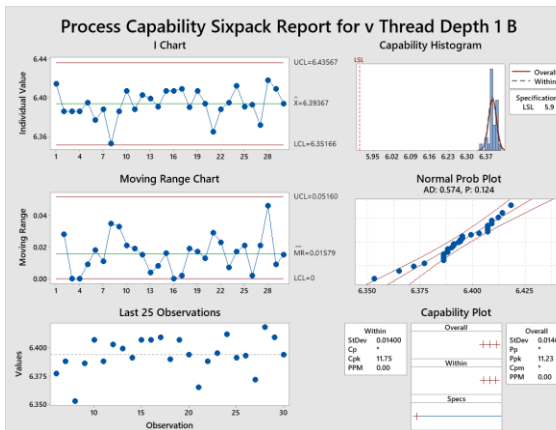 Process Capability Sixpack Report for v Thread Depth 1 B
I Chart
Individual Value
6.44
6.40
6.36
1 4 7 10 13 16 19 22 25 28
UCL=6.43567
X=6.39367
LCL=6.35166
Capability Histogram
LSL
5.95 6.02 6.09 6.16 6.23 6.30 6.37
Overall
Within
Specification
LSL 5.9
Moving Range Chart
Moving Range
0.04
0.02
0.00
1 4 7 10 13 16 19 22 25 28
UCL=0.05160
MR=0.01579
LCL=0
Normal Prob Plot
AD: 0.574, P: 0.124
6.350 6.375 6.400 6.425
Last 25 Observations
Values
6.400
6.375
6.350
10 15 20 25 30
Observation
Capability Plot
Within
StDev 0.01400
Cp *
Cpk 11.75
PPM 0.00
Overall
Within
Specs
Overall
Pp *
Ppk 11.23
Cpm *
PPM 0.00